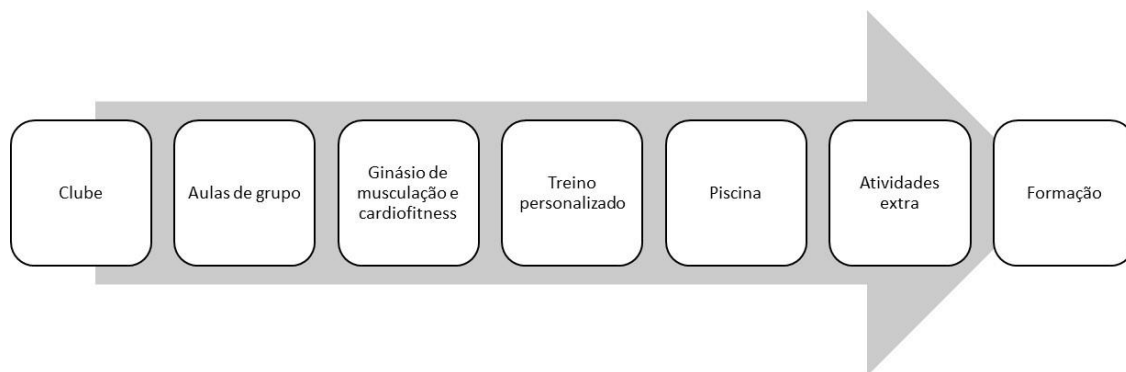 Clube
Aulas de grupo
Ginásio de
musculação e
cardiofitness
Treino
personalizado
Piscina
Atividades
extra
Formação